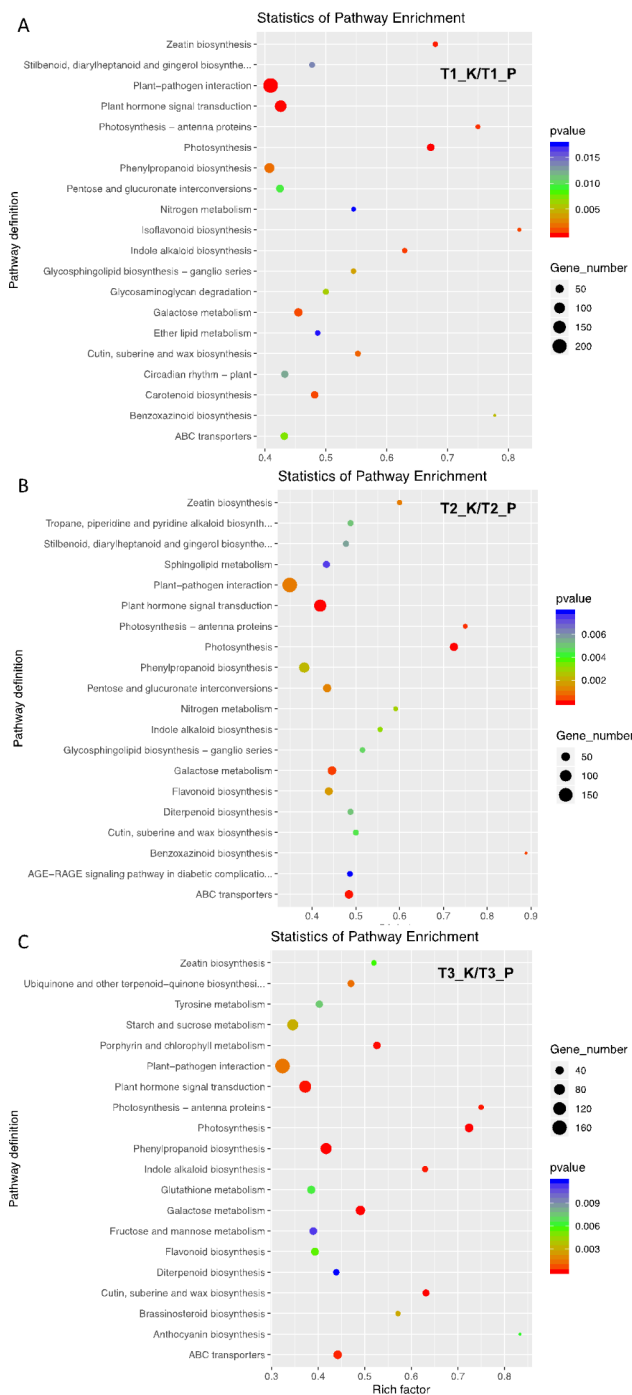 A
Statistics of Pathway Enrichment
T1_K/T1_P
Pathway definition
Zeatin biosynthesis
Stilbenoid, diarylheptanoid and gingerol biosynthe...
Plant−pathogen interaction
Plant hormone signal transduction
Photosynthesis − antenna proteins
Photosynthesis
Phenylpropanoid biosynthesis
Pentose and glucuronate interconversions
Nitrogen metabolism
Isoflavonoid biosynthesis
Indole alkaloid biosynthesis
Glycosphingolipid biosynthesis − ganglio series
Glycosaminoglycan degradation
Galactose metabolism
Ether lipid metabolism
Cutin, suberine and wax biosynthesis
Circadian rhythm − plant
Carotenoid biosynthesis
Benzoxazinoid biosynthesis
ABC transporters
0.4 0.5 0.6 0.7 0.8
pvalue
0.015
0.010
0.005
Gene_number
50
100
150
200
B
Statistics of Pathway Enrichment
T2_K/T2_P
Pathway definition
Zeatin biosynthesis
Tropane, piperidine and pyridine alkaloid biosynth...
Stilbenoid, diarylheptanoid and gingerol biosynthe...
Sphingolipid metabolism
Plant−pathogen interaction
Plant hormone signal transduction
Photosynthesis − antenna proteins
Photosynthesis
Phenylpropanoid biosynthesis
Pentose and glucuronate interconversions
Nitrogen metabolism
Indole alkaloid biosynthesis
Glycosphingolipid biosynthesis − ganglio series
Galactose metabolism
Flavonoid biosynthesis
Diterpenoid biosynthesis
Cutin, suberine and wax biosynthesis
Benzoxazinoid biosynthesis
AGE−RAGE signaling pathway in diabetic complicatio...
ABC transporters
0.4 0.5 0.6 0.7 0.8 0.9
pvalue
0.006
0.004
0.002
Gene_number
50
100
150
C
Statistics of Pathway Enrichment
T3_K/T3_P
Pathway definition
Zeatin biosynthesis
Ubiquinone and other terpenoid−quinone biosynthesi...
Tyrosine metabolism
Starch and sucrose metabolism
Porphyrin and chlorophyll metabolism
Plant−pathogen interaction
Plant hormone signal transduction
Photosynthesis − antenna proteins
Photosynthesis
Phenylpropanoid biosynthesis
Indole alkaloid biosynthesis
Glutathione metabolism
Galactose metabolism
Fructose and mannose metabolism
Flavonoid biosynthesis
Diterpenoid biosynthesis
Cutin, suberine and wax biosynthesis
Brassinosteroid biosynthesis
Anthocyanin biosynthesis
ABC transporters
0.3 0.4 0.5 0.6 0.7 0.8
Rich factor
Gene_number
40
80
120
160
pvalue
0.009
0.006
0.003